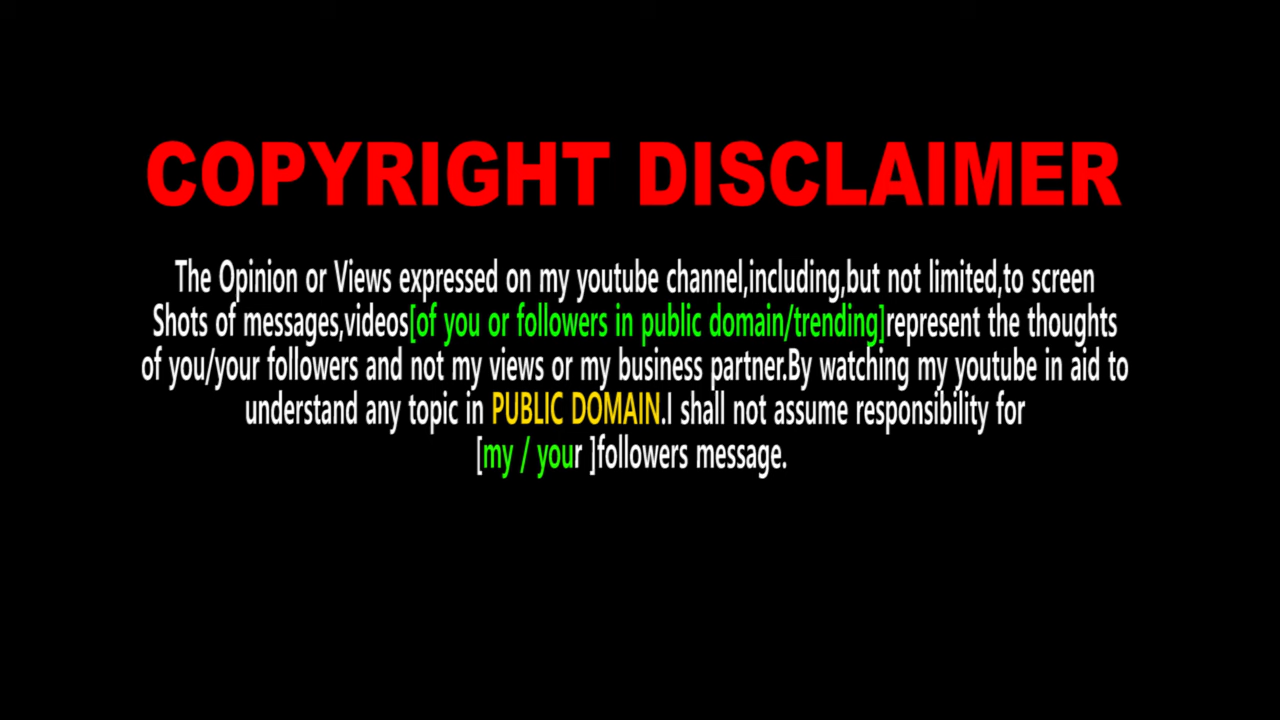 COPYRIGHT DISCLAIMER
The Opinion or Views expressed on my youtube channel,including,but not limited,to screen
Shots of messages,videos[of you or followers in public domain/trending]represent the thoughts
of you/your followers and not my views or my business partner.By watching my youtube in aid to
understand any topic in PUBLIC DOMAIN.I shall not assume responsibility for
[my / your ]followers message.